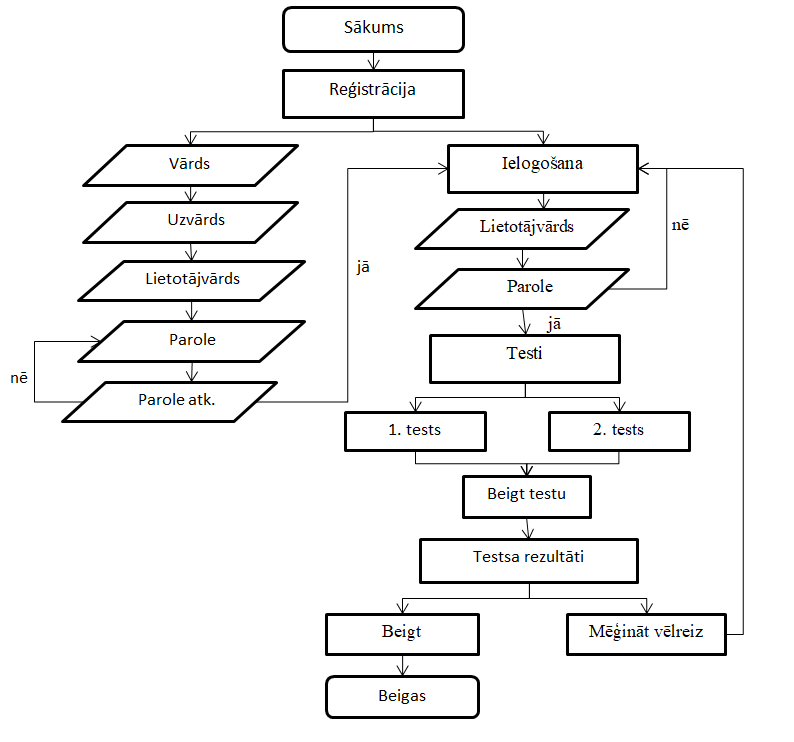 Sākums
Reģistrācija
Vārds
Ielogošana
Uzvārds
Lietotājvārds
nē
jā
Lietotājvārds
Parole
jā
Parole
Testi
nē
Parole atk.
1. tests
2. tests
Beigt testu
Testsa rezultāti
Beigt
Mēģināt vēlreiz
Beigas